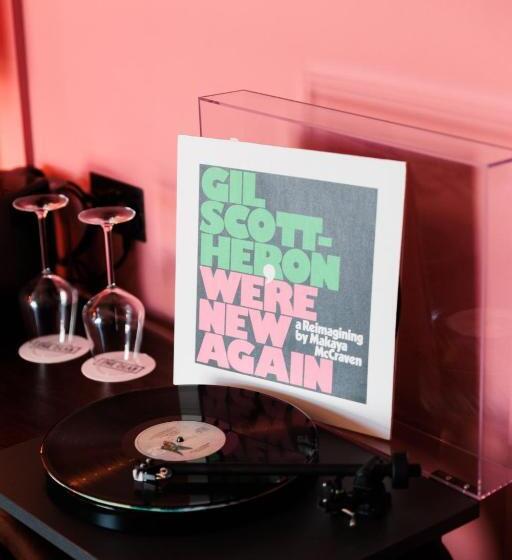 GIL
SCOTT-
HERON
WE'RE
NEW
AGAIN
a Reimagining
by Makaya
McCraven